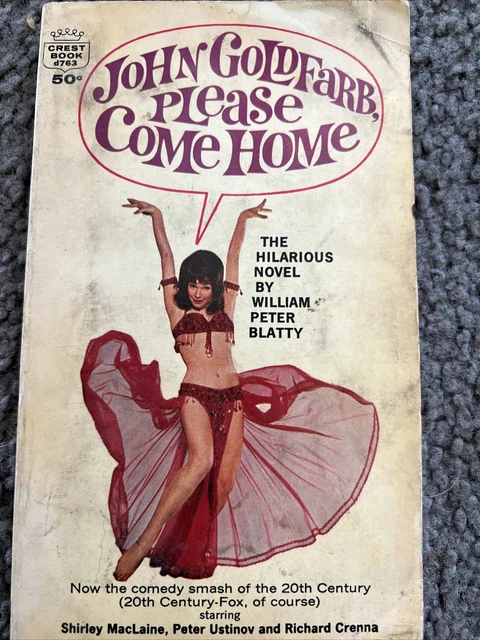 CREST
BOOK
d763
50¢
JOHN GOLDFARB,
PLEASE
COME HOME
THE
HILARIOUS
NOVEL
BY
WILLIAM
PETER
BLATTY
Now the comedy smash of the 20th Century
(20th Century-Fox, of course)
starring
Shirley MacLaine, Peter Ustinov and Richard Crenna